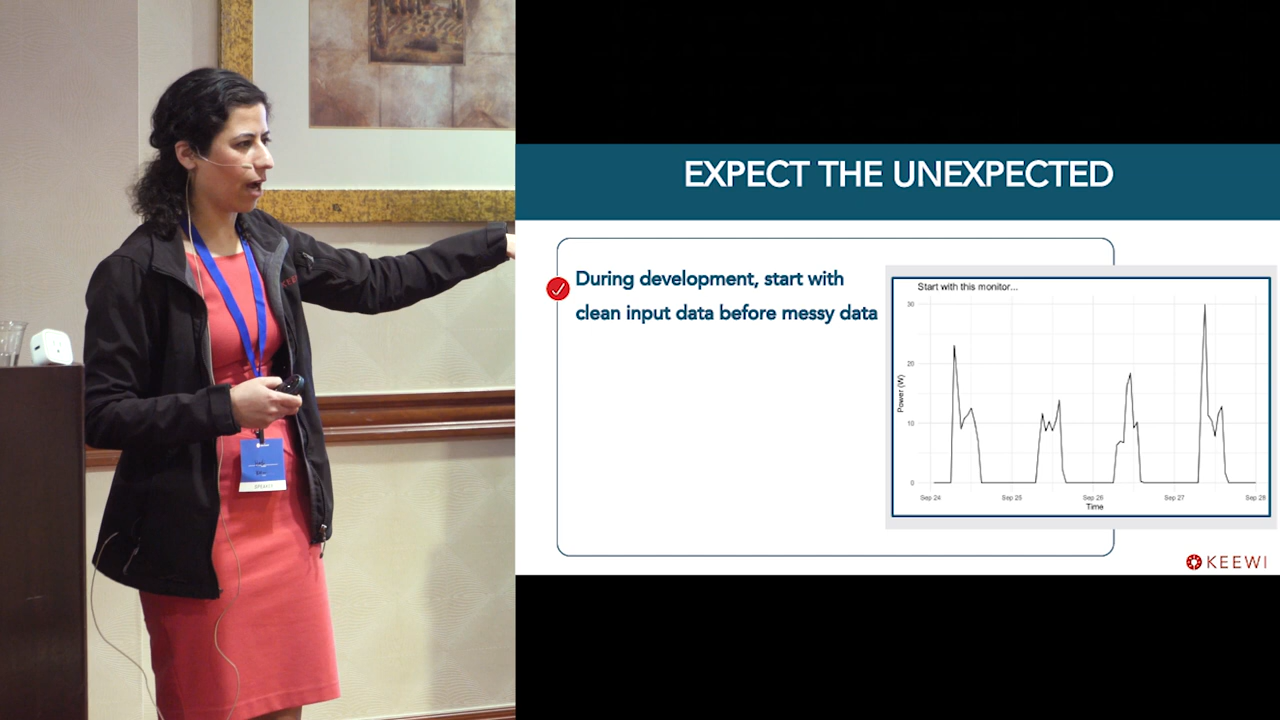 EXPECT THE UNEXPECTED
During development, start with
clean input data before messy data
Start with this monitor...
30
20
10
0
Power (W)
Sep 24
Sep 25
Sep 26
Sep 27
Sep 28
Time
KEEWI
SPEAKER